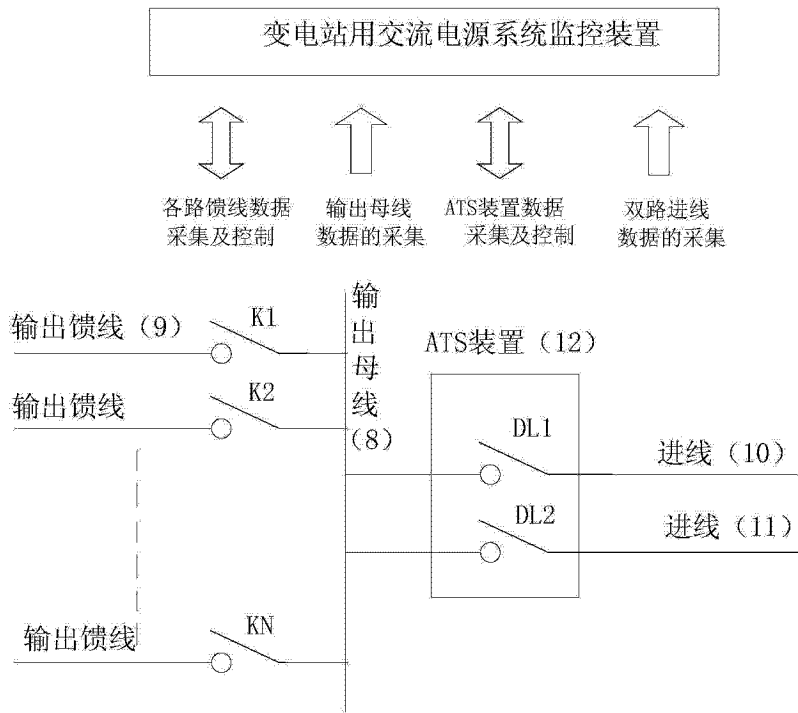 变电站用交流电源系统监控装置
各路馈线数据
采集及控制
输出母线
数据的采集
ATS装置数据
采集及控制
双路进线
数据的采集
输出馈线（9）
K1
输出母线（8）
ATS装置（12）
输出馈线
K2
DL1
进线（10）
DL2
进线（11）
输出馈线
KN